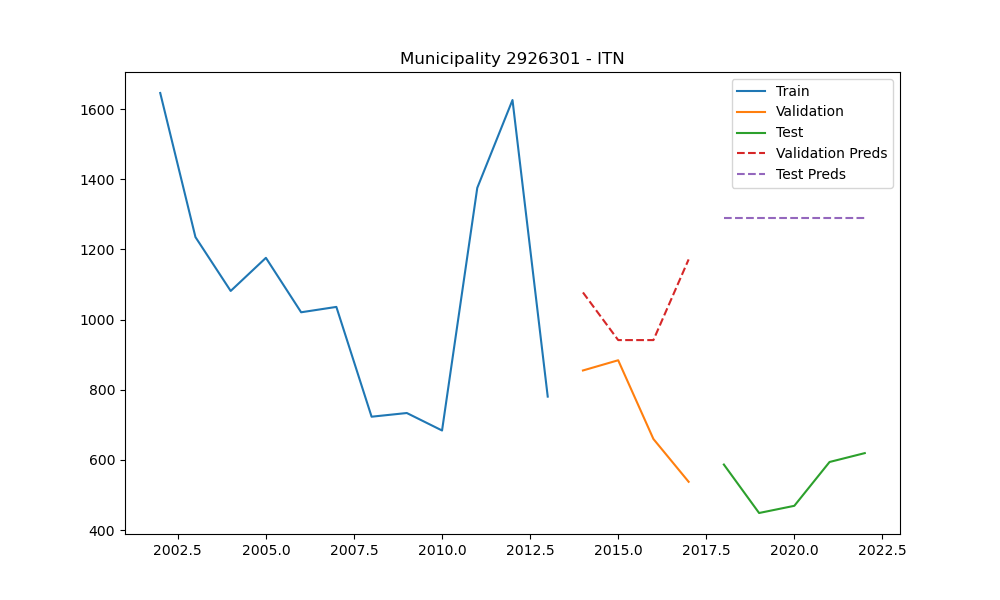 Municipality 2926301 - ITN
Train
Validation
Test
Validation Preds
Test Preds
1600
1400
1200
1000
800
600
400
2002.5 2005.0 2007.5 2010.0 2012.5 2015.0 2017.5 2020.0 2022.5